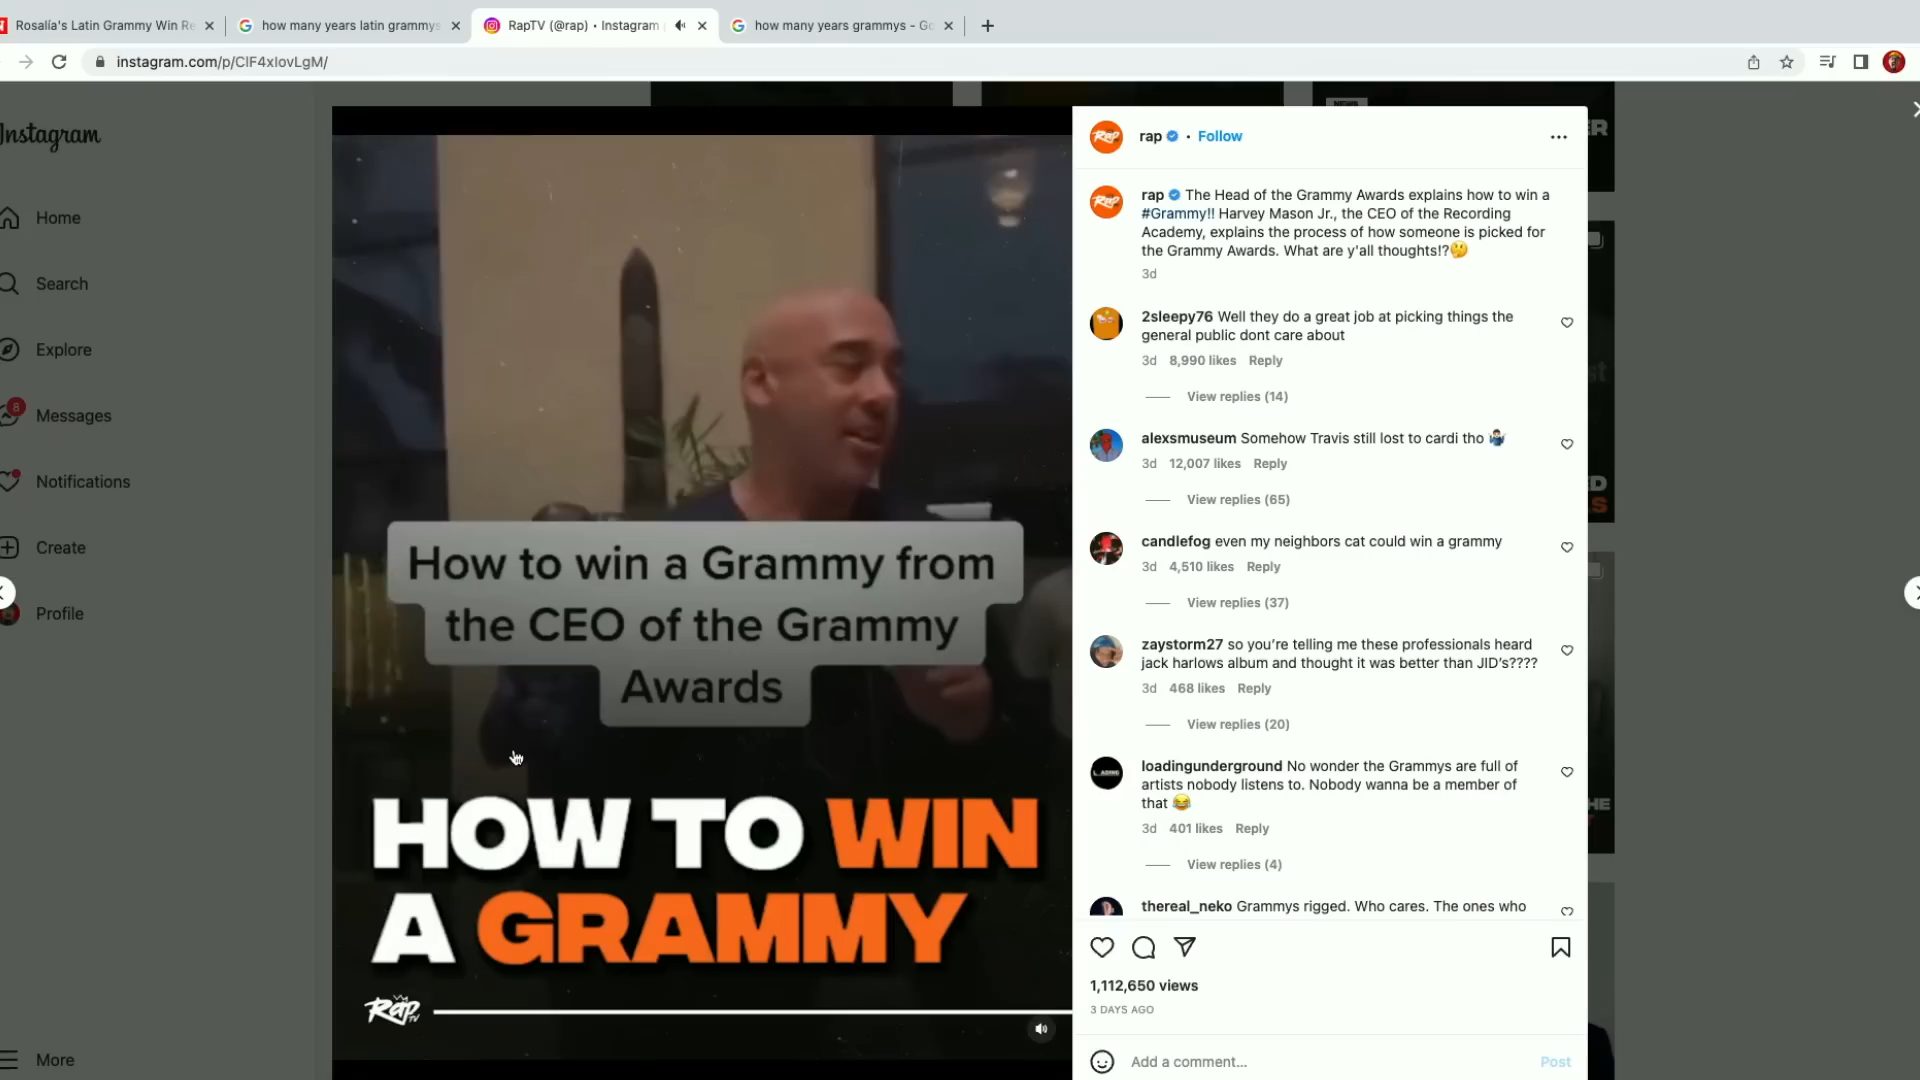 Rosalía's Latin Grammy Win Re
how many years latin grammys
RapTV (@rap) • Instagram
how many years grammys - Go
instagram.com/p/ClF4xlovLgM/
Instagram
Home
Search
Explore
8
Messages
Notifications
Create
Profile
More
How to win a Grammy from
the CEO of the Grammy
Awards
HOW TO WIN
A GRAMMY
Rap TV
rap • Follow
rap The Head of the Grammy Awards explains how to win a
#Grammy!! Harvey Mason Jr., the CEO of the Recording
Academy, explains the process of how someone is picked for
the Grammy Awards. What are y'all thoughts!?🤔
3d
2sleepy76 Well they do a great job at picking things the
general public dont care about
3d 8,990 likes Reply
View replies (14)
alexsmuseum Somehow Travis still lost to cardi tho 🤷🏻‍♂️
3d 12,007 likes Reply
View replies (65)
candlefog even my neighbors cat could win a grammy
3d 4,510 likes Reply
View replies (37)
zaystorm27 so you’re telling me these professionals heard
jack harlows album and thought it was better than JID’s????
3d 468 likes Reply
View replies (20)
L_ADING
loadingunderground No wonder the Grammys are full of
artists nobody listens to. Nobody wanna be a member of
that 😂
3d 401 likes Reply
View replies (4)
thereal_neko Grammys rigged. Who cares. The ones who
1,112,650 views
3 DAYS AGO
Add a comment...
Post